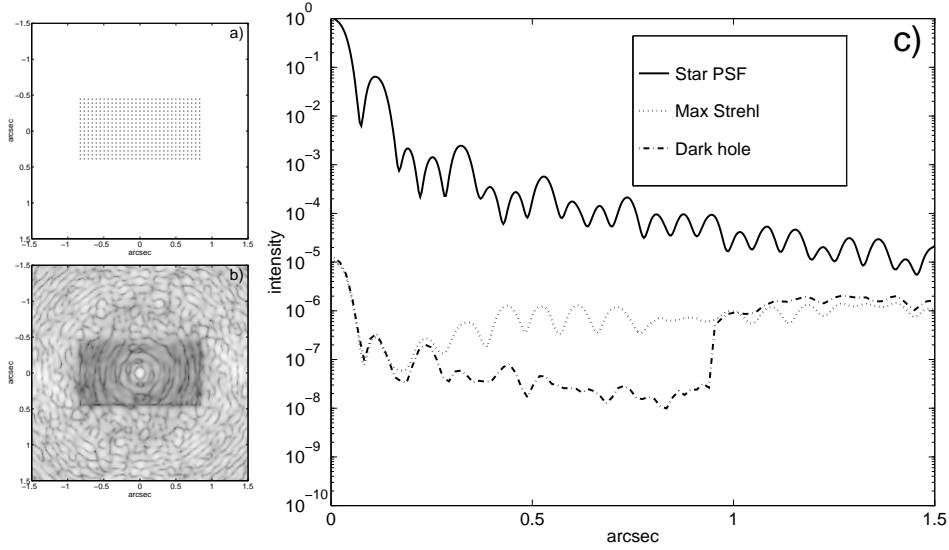 a)
−1.5
−1
−0.5
0
0.5
1
1.5
−1.5 −1 −0.5 0 0.5 1 1.5
arcsec
arcsec
b)
−1.5
−1
−0.5
0
0.5
1
1.5
−1.5 −1 −0.5 0 0.5 1 1.5
arcsec
arcsec
c)
Star PSF
Max Strehl
Dark hole
10^0
10^−1
10^−2
10^−3
10^−4
10^−5
10^−6
10^−7
10^−8
10^−9
10^−10
intensity
0 0.5 1 1.5
arcsec